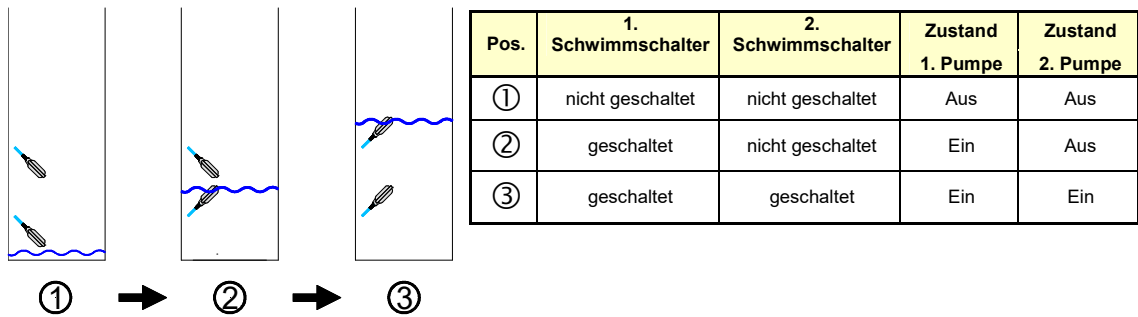 Pos.
1. Schwimmschalter
2. Schwimmschalter
Zustand 1. Pumpe
Zustand 2. Pumpe
① nicht geschaltet nicht geschaltet Aus Aus
② geschaltet nicht geschaltet Ein Aus
③ geschaltet geschaltet Ein Ein
① ② ③